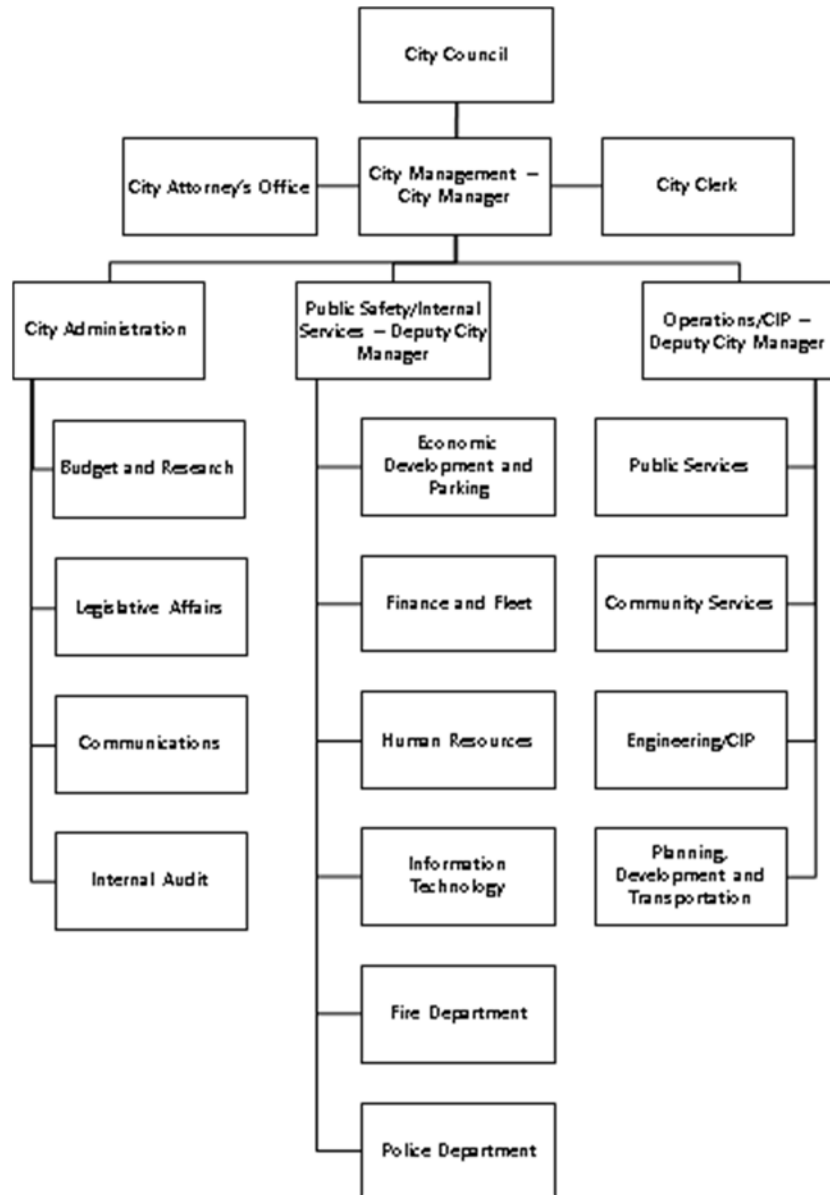 City Council
City Attorney's Office
City Management –
City Manager
City Clerk
City Administration
Public Safety/Internal
Services – Deputy City
Manager
Operations/CIP –
Deputy City Manager
Budget and Research
Legislative Affairs
Communications
Internal Audit
Economic
Development and
Parking
Finance and Fleet
Human Resources
Information
Technology
Fire Department
Police Department
Public Services
Community Services
Engineering/CIP
Planning,
Development and
Transportation